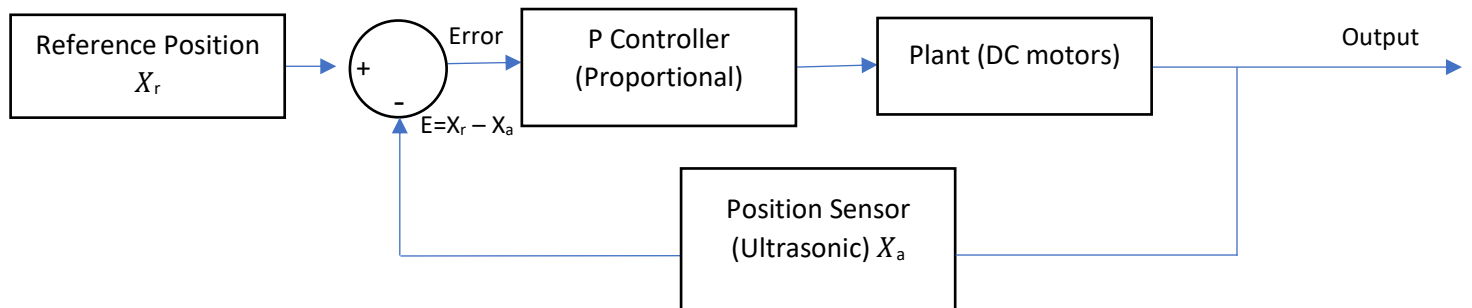 Reference Position
Xr
+
-
Error
E=Xr – Xa
P Controller
(Proportional)
Plant (DC motors)
Output
Position Sensor
(Ultrasonic) Xa